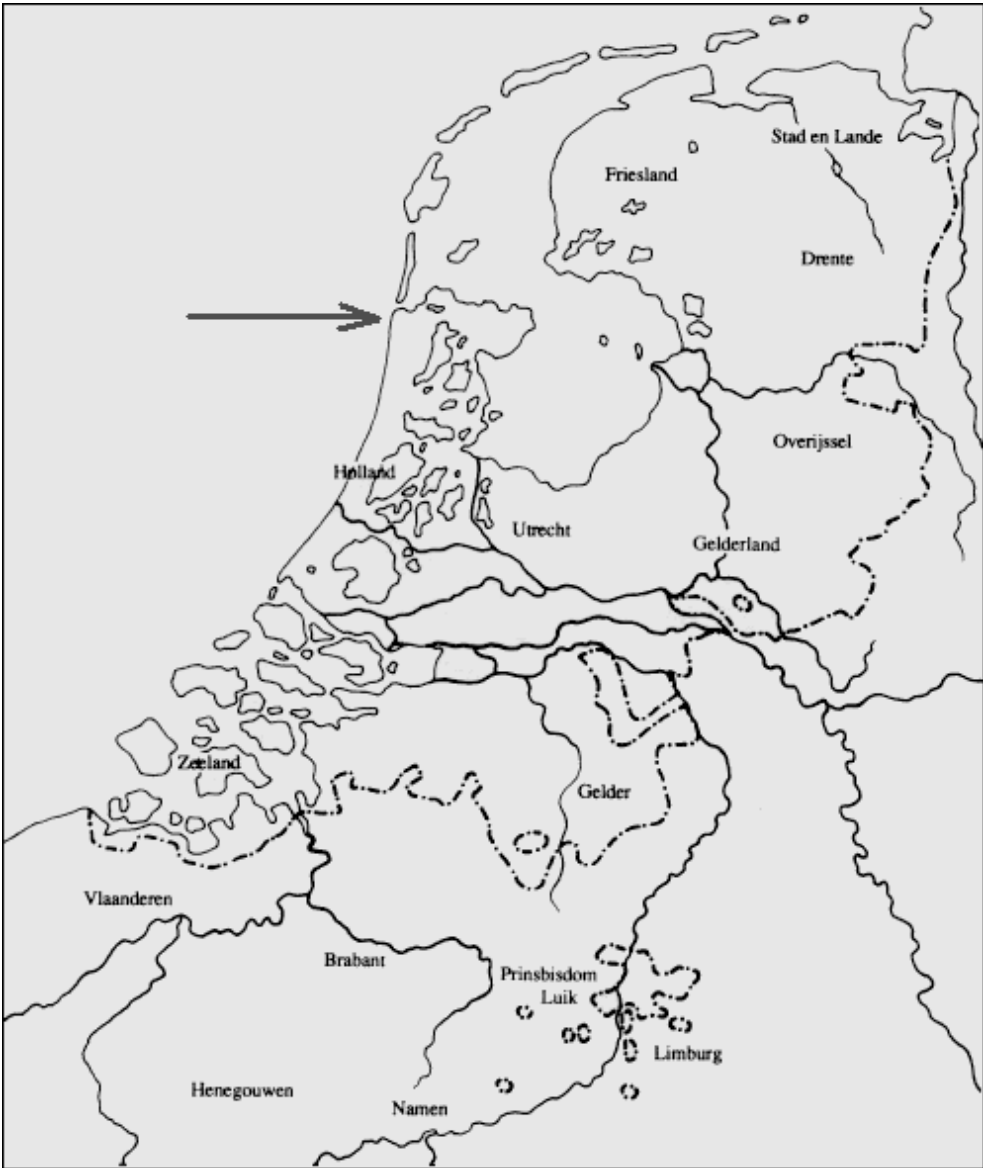 Stad en Lande
Friesland
Drente
Overijssel
Holland
Utrecht
Gelderland
Zeeland
Gelder
Vlaanderen
Brabant
Prinsbisdom
Luik
Limburg
Henegouwen
Namen